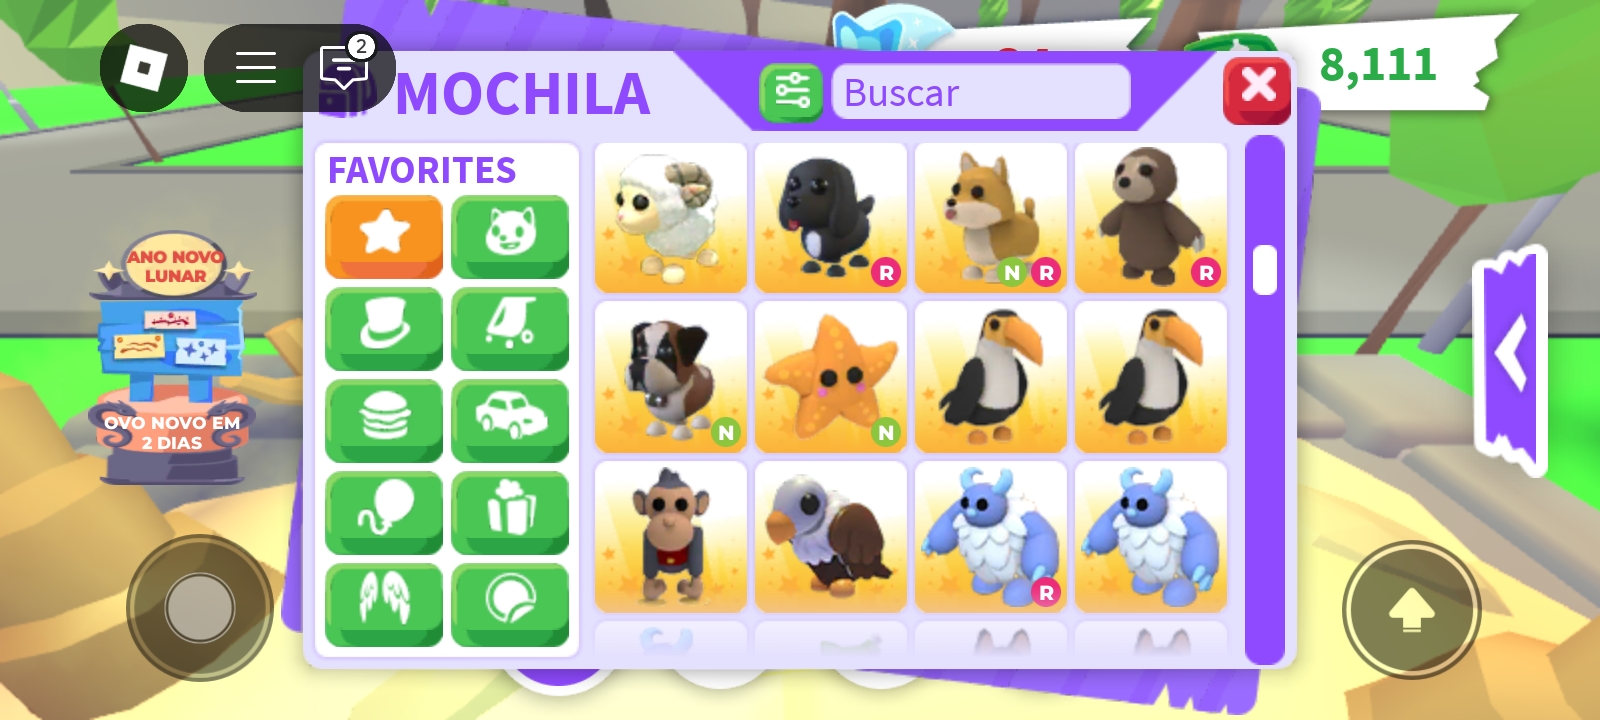 2
MOCHILA
Buscar
8,111
FAVORITES
R
N R
R
N
N
R
ANO NOVO
LUNAR
OVO NOVO EM
2 DIAS